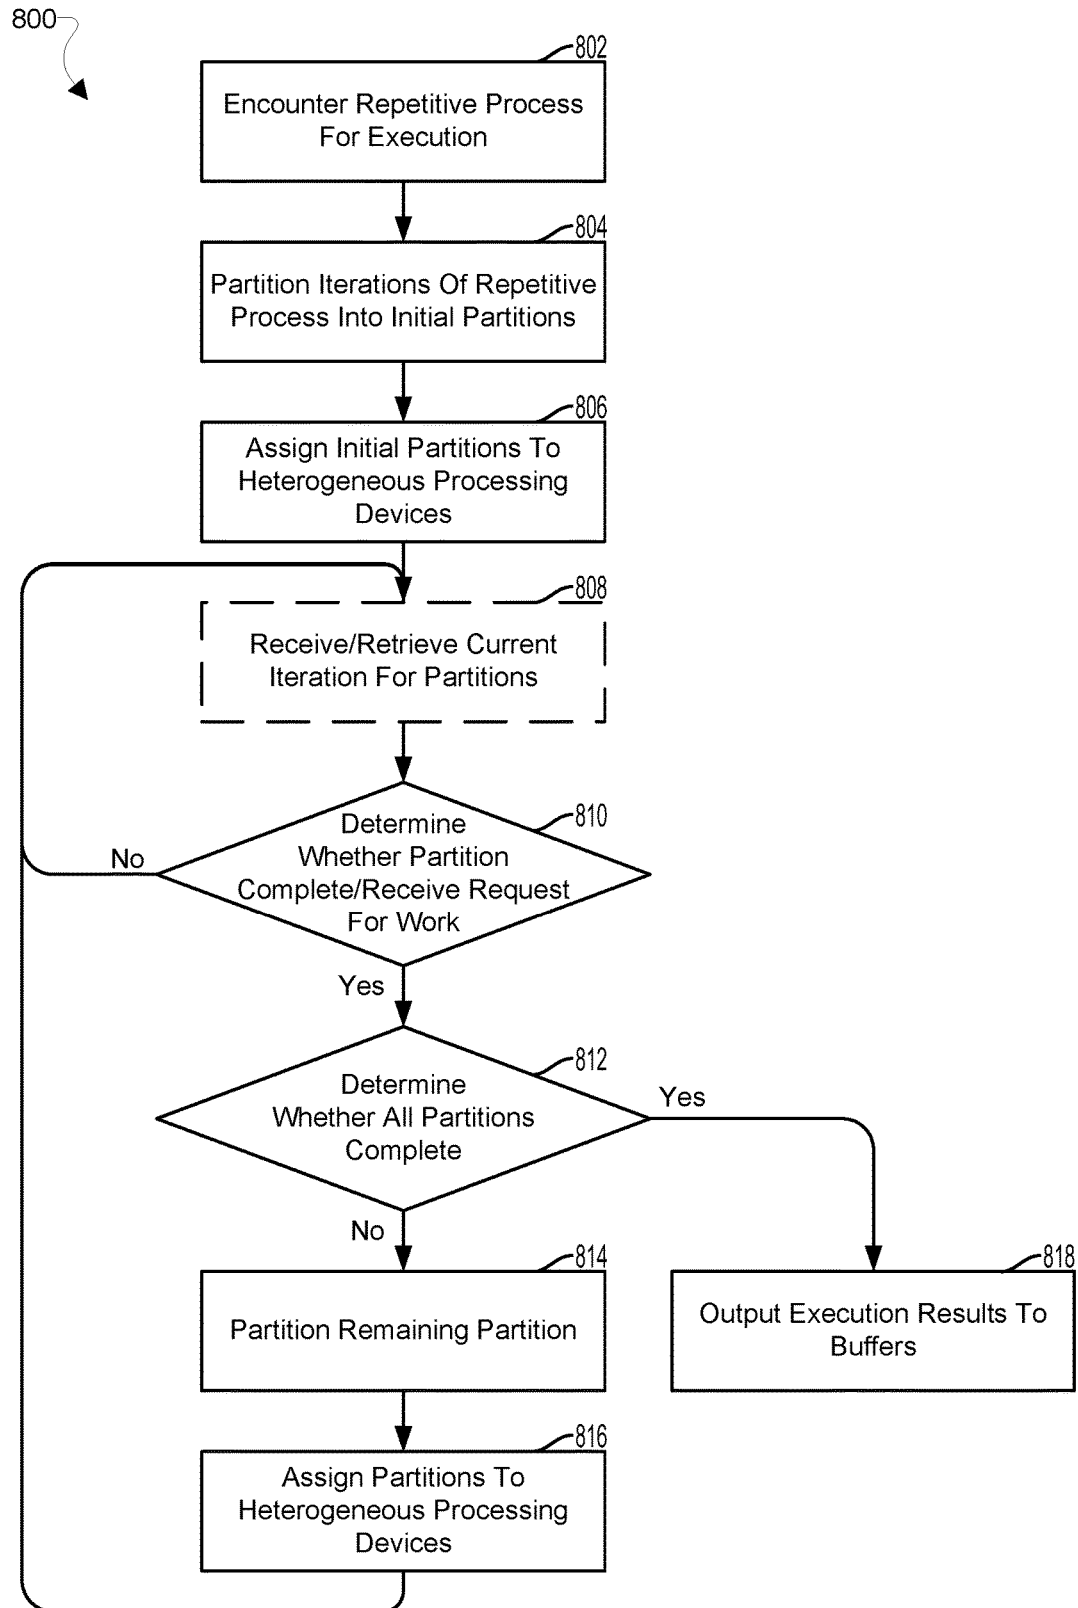 800
802
Encounter Repetitive Process
For Execution
804
Partition Iterations Of Repetitive
Process Into Initial Partitions
806
Assign Initial Partitions To
Heterogeneous Processing
Devices
808
Receive/Retrieve Current
Iteration For Partitions
810
Determine
Whether Partition
Complete/Receive Request
For Work
No
Yes
812
Determine
Whether All Partitions
Complete
Yes
No
814
Partition Remaining Partition
818
Output Execution Results To
Buffers
816
Assign Partitions To
Heterogeneous Processing
Devices